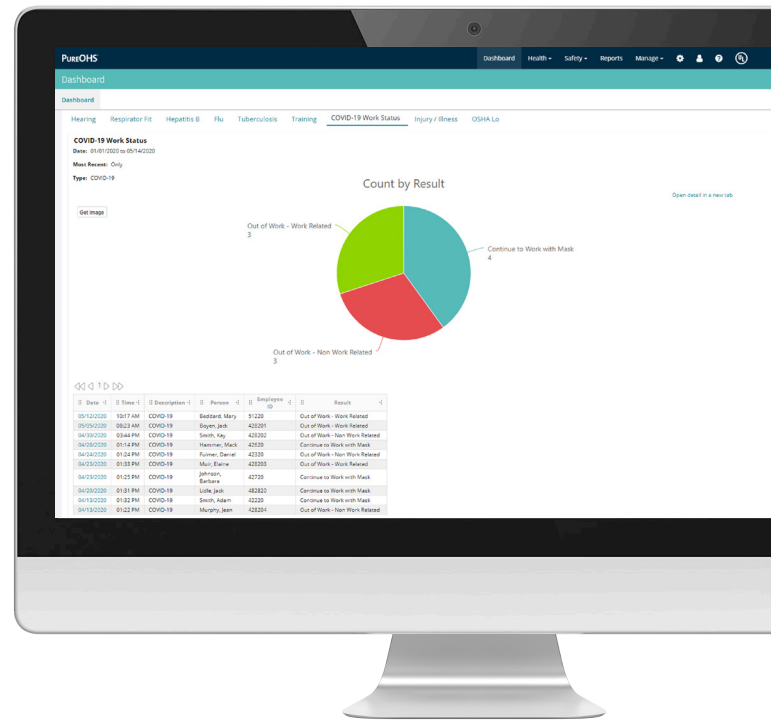 PUREOHS Dashboard Health Safety Reports Manage UL
Dashboard
Dashboard
Hearing Respirator Fit Hepatitis B Flu Tuberculosis Training COVID-19 Work Status Injury / Illness OSHA Lo
COVID-19 Work Status
Date: 01/01/2020 to 05/14/2020
Most Recent: Only
Type: COVID-19
Count by Result
Open detail in a new tab
Get Image
Out of Work - Work Related
3
Continue to Work with Mask
4
Out of Work - Non Work Related
3
1
Date Time Description Person Employee ID Result
05/12/2020 10:17 AM COVID-19 Beddard, Mary 51220 Out of Work - Work Related
05/05/2020 08:23 AM COVID-19 Boyen, Jack 428201 Out of Work - Work Related
04/30/2020 03:44 PM COVID-19 Smith, Kay 428202 Out of Work - Non Work Related
04/28/2020 01:14 PM COVID-19 Hammer, Mack 42620 Continue to Work with Mask
04/24/2020 01:24 PM COVID-19 Fulmer, Daniel 42320 Out of Work - Non Work Related
04/23/2020 01:33 PM COVID-19 Muir, Elaine 428203 Out of Work - Work Related
04/23/2020 01:25 PM COVID-19 Johnson, Barbara 42720 Continue to Work with Mask
04/20/2020 01:31 PM COVID-19 Lidle, Jack 482820 Continue to Work with Mask
04/13/2020 01:32 PM COVID-19 Smith, Adam 42220 Continue to Work with Mask
04/13/2020 01:22 PM COVID-19 Murphy, Jean 428204 Out of Work - Non Work Related